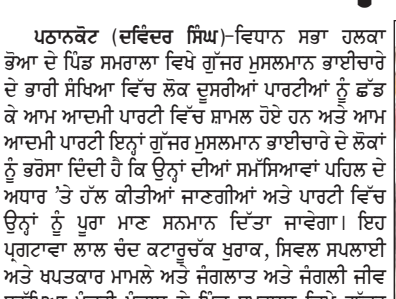 ਪਠਾਨਕੋਟ (ਦਵਿੰਦਰ ਸਿੰਘ)-ਵਿਧਾਨ ਸਭਾ ਹਲਕਾ
ਭੋਆ ਦੇ ਪਿੰਡ ਸਮਰਾਲਾ ਵਿਖੇ ਗੁੱਜਰ ਮੁਸਲਮਾਨ ਭਾਈਚਾਰੇ
ਦੇ ਭਾਰੀ ਸੰਖਿਆ ਵਿੱਚ ਲੋਕ ਦੂਸਰੀਆਂ ਪਾਰਟੀਆਂ ਨੂੰ ਛੱਡ
ਕੇ ਆਮ ਆਦਮੀ ਪਾਰਟੀ ਵਿੱਚ ਸ਼ਾਮਲ ਹੋਏ ਹਨ ਅਤੇ ਆਮ
ਆਦਮੀ ਪਾਰਟੀ ਇਨ੍ਹਾਂ ਗੁੱਜਰ ਮੁਸਲਮਾਨ ਭਾਈਚਾਰੇ ਦੇ ਲੋਕਾਂ
ਨੂੰ ਭਰੋਸਾ ਦਿੰਦੀ ਹੈ ਕਿ ਉਨ੍ਹਾਂ ਦੀਆਂ ਸਮੱਸਿਆਵਾਂ ਪਹਿਲ ਦੇ
ਅਧਾਰ 'ਤੇ ਹੱਲ ਕੀਤੀਆਂ ਜਾਣਗੀਆਂ ਅਤੇ ਪਾਰਟੀ ਵਿੱਚ
ਉਨ੍ਹਾਂ ਨੂੰ ਪੂਰਾ ਮਾਣ ਸਨਮਾਨ ਦਿੱਤਾ ਜਾਵੇਗਾ। ਇਹ
ਪ੍ਰਗਟਾਵਾ ਲਾਲ ਚੰਦ ਕਟਾਰੂਚੱਕ ਖੁਰਾਕ, ਸਿਵਲ ਸਪਲਾਈ
ਅਤੇ ਖਪਤਕਾਰ ਮਾਮਲੇ ਅਤੇ ਜੰਗਲਾਤ ਅਤੇ ਜੰਗਲੀ ਜੀਵ